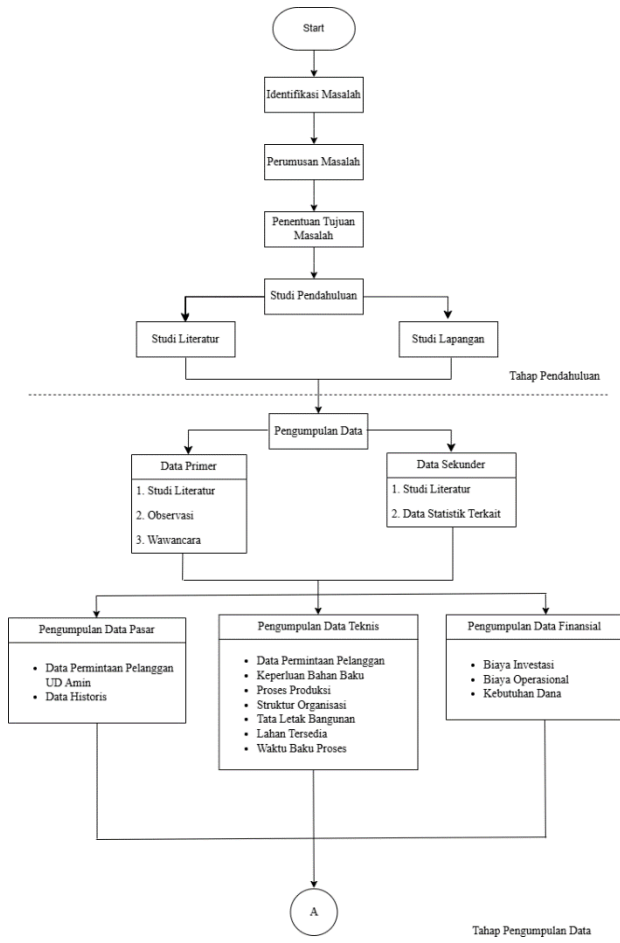 Start
Identifikasi Masalah
Perumusan Masalah
Penentuan Tujuan
Masalah
Studi Pendahuluan
Studi Literatur
Studi Lapangan
Tahap Pendahuluan
Pengumpulan Data
Data Primer
1. Studi Literatur
2. Observasi
3. Wawancara
Data Sekunder
1. Studi Literatur
2. Data Statistik Terkait
Pengumpulan Data Pasar
• Data Permintaan Pelanggan
UD Amin
• Data Historis
Pengumpulan Data Teknis
• Data Permintaan Pelanggan
• Keperluan Bahan Baku
• Proses Produksi
• Struktur Organisasi
• Tata Letak Bangunan
• Lahan Tersedia
• Waktu Baku Proses
Pengumpulan Data Finansial
• Biaya Investasi
• Biaya Operasional
• Kebutuhan Dana
A
Tahap Pengumpulan Data